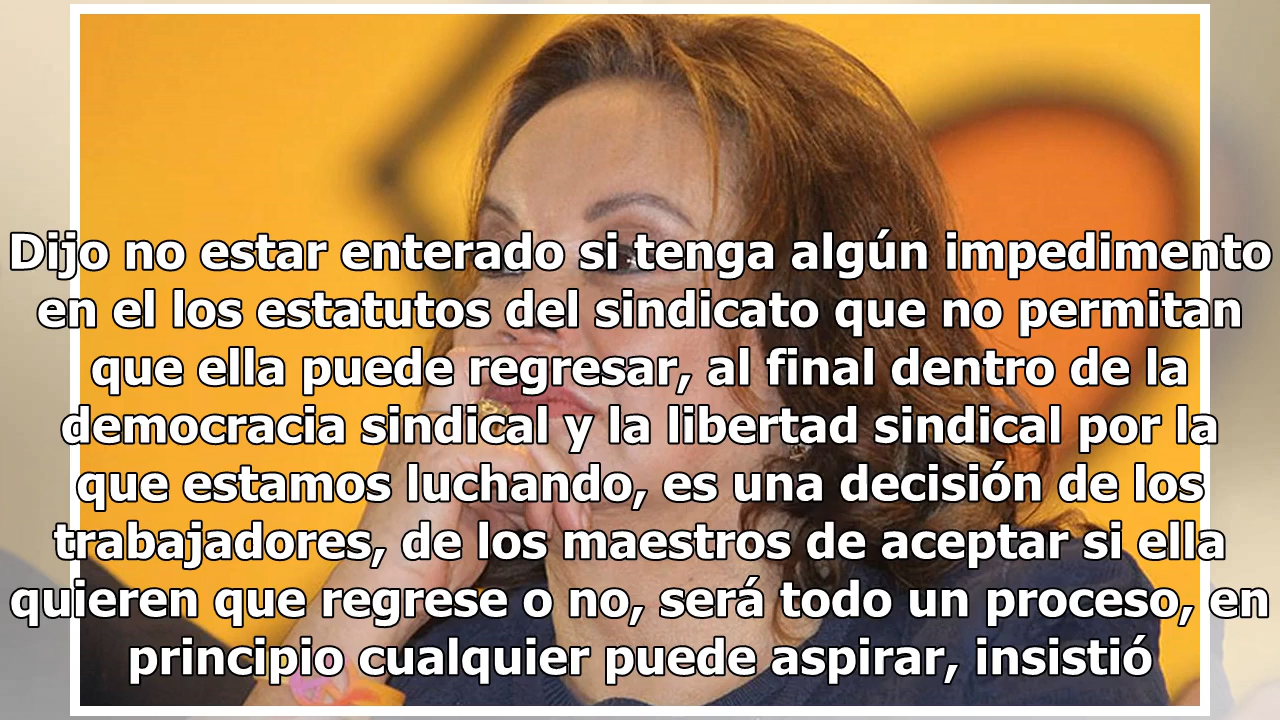 Dijo no estar enterado si tenga algún impedimento
en el los estatutos del sindicato que no permitan
que ella puede regresar, al final dentro de la
democracia sindical y la libertad sindical por la
que estamos luchando, es una decisión de los
trabajadores, de los maestros de aceptar si ella
quieren que regrese o no, será todo un proceso, en
principio cualquier puede aspirar, insistió